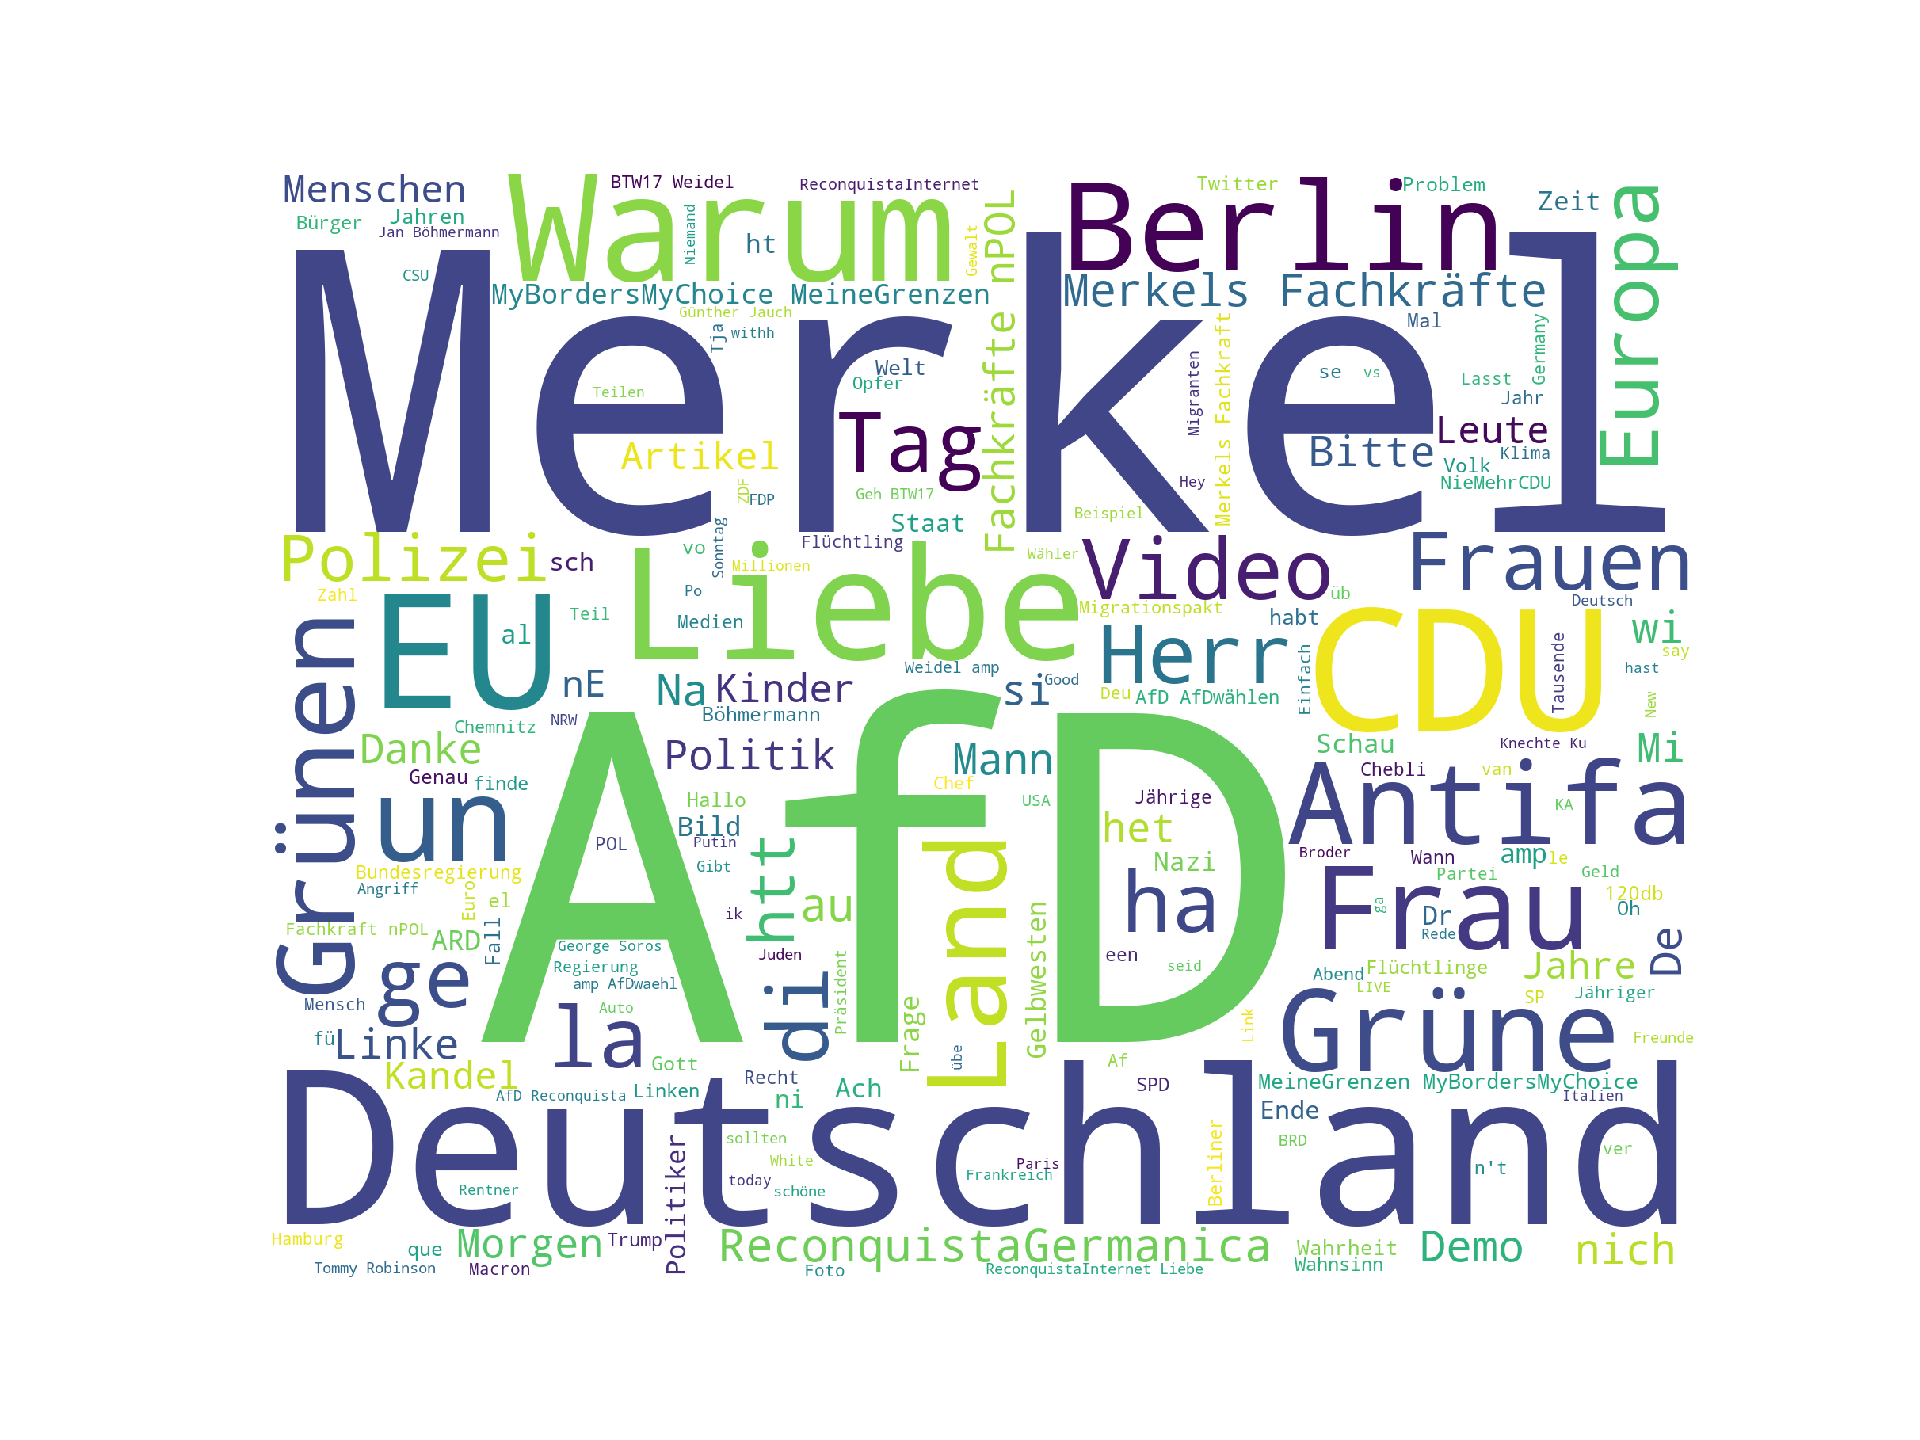 Menschen
Warum
BTW17 Weidel
ReconquistaInternet
Berlin
Twitter
Problem
Zeit
Europa
Bürger
Jahren
Jan Böhmermann
Niemand
ht
Gewalt
Fachkräfte nPOL
CSU
MyBordersMyChoice MeineGrenzen
Merkels Fachkräfte
Merkel
Günther Jauch
Tja
withh
Mal
Germany
Welt
Opfer
Migranten
Merkels Fachkraft
se
vs
Lasst
Jahr
Teilen
Tag
Artikel
Bitte
Leute
Klima
Volk
NieMehrCDU
ZDF
FDP
Geh BTW17
Hey
Beispiel
Staat
Polizei
sch
vo
Sonntag
Flüchtling
Liebe
Wähler
Video
Frauen
Millionen
Zahl
EU
al
Teil
Po
Medien
Migrationspakt
habt
üb
Deutsch
CDU
Tausende
wi
say
Grünen
Herr
Weidel amp
Einfach
hast
nE
Na
Kinder
si
Good
Deu
AfD AfDwählen
New
Chemnitz
NRW
Böhmermann
AfD
Danke
Politik
Mann
Schau
Knechte Ku
Mi
Genau
finde
Chef
Chebli
van
Antifa
un
Hallo
USA
Jährige
KA
Bild
het
POL
Putin
htt
Land
Nazi
Broder
Wann
amp
le
Bundesregierung
Angriff
Euro
el
Gibt
au
ha
Frau
Partei
Geld
120db
Fachkraft nPOL
ARD
Fall
ik
Gelbwesten
ga
Dr
Rede
Oh
De
George Soros
Juden
Präsident
een
seid
ge
Regierung
amp AfDwaehl
di
Abend
Flüchtlinge
LIVE
Jahre
Mensch
Auto
la
Frage
Link
Grüne
SP
Jähriger
fü
Linke
übe
Freunde
Kandel
Gott
Recht
Af
AfD Reconquista
Linken
ni
Ach
SPD
MeineGrenzen MyBordersMyChoice
Italien
Ende
Deutschland
Politiker
sollten
Berliner
BRD
ver
White
Paris
Rentner
today
schöne
Frankreich
n't
Hamburg
que
Morgen
Trump
ReconquistaGermanica
Wahrheit
Demo
nich
Tommy Robinson
Macron
Foto
ReconquistaInternet Liebe
Wahnsinn